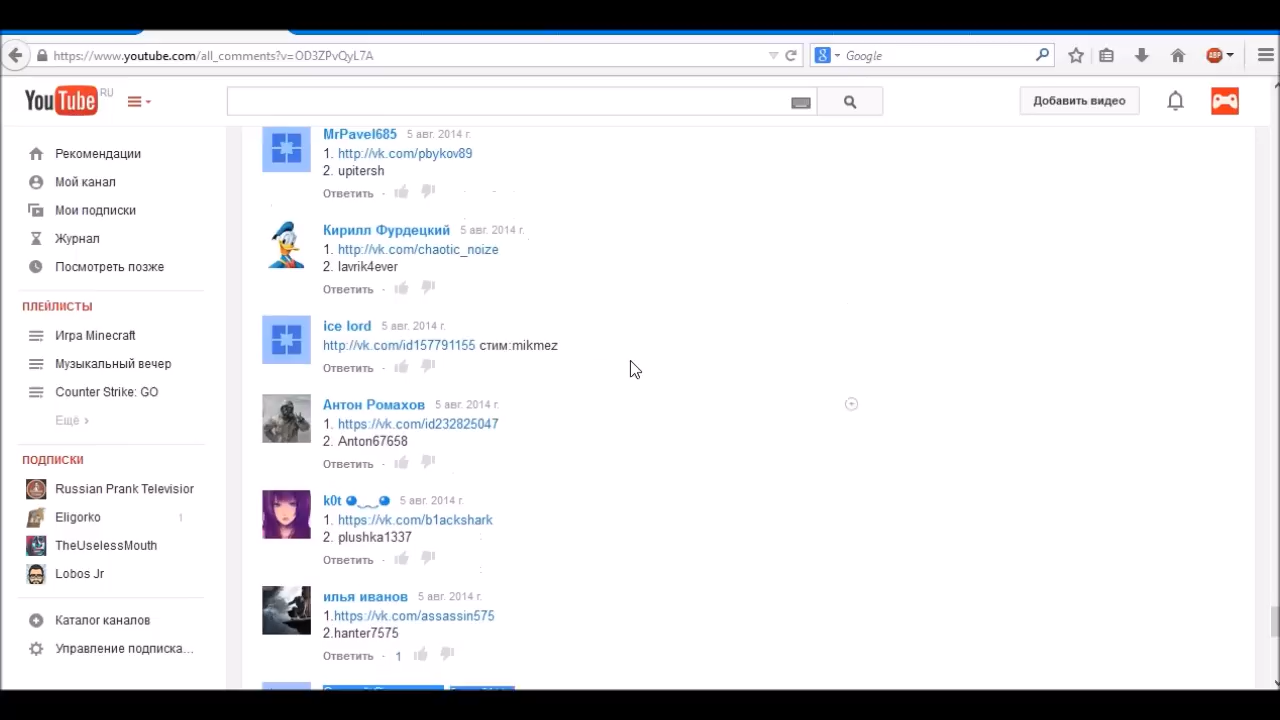 https://www.youtube.com/all_comments?v=OD3ZPvQyL7A
Google
ABP
YouTube RU
Добавить видео
Рекомендации
Мой канал
Мои подписки
Журнал
Посмотреть позже
ПЛЕЙЛИСТЫ
Игра Minecraft
Музыкальный вечер
Counter Strike: GO
Ещё ›
ПОДПИСКИ
Russian Prank Televisior
Eligorko 1
TheUselessMouth
Lobos Jr
Каталог каналов
Управление подписка...
MrPavel685 5 авг. 2014 г.
1. http://vk.com/pbykov89
2. upitersh
Ответить ·
Кирилл Фурдецкий 5 авг. 2014 г.
1. http://vk.com/chaotic_noize
2. lavrik4ever
Ответить ·
ice lord 5 авг. 2014 г.
http://vk.com/id157791155 стим:mikmez
Ответить ·
Антон Ромахов 5 авг. 2014 г.
1. https://vk.com/id232825047
2. Anton67658
Ответить ·
k0t ●‿‿● 5 авг. 2014 г.
1. https://vk.com/b1ackshark
2. plushka1337
Ответить ·
илья иванов 5 авг. 2014 г.
1.https://vk.com/assassin575
2.hanter7575
Ответить · 1